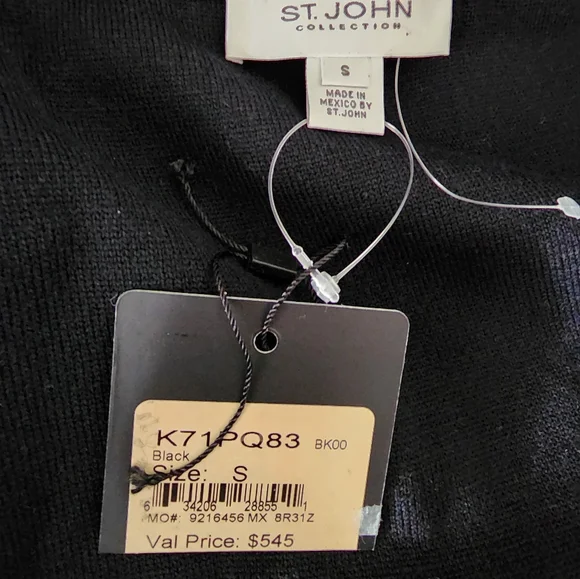 ST. JOHN
COLLECTION
S
MADE IN
MEXICO BY
ST. JOHN
K71PQ83 BK00
Black
Size: S
6 34206 28855 1
MO#: 9216456 MX 8R31Z
Val Price: $545